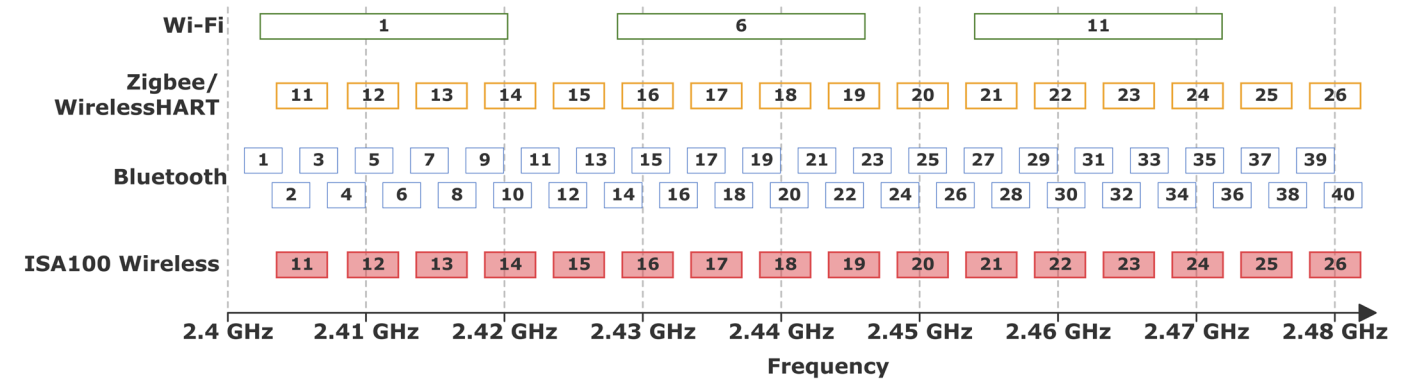 Wi-Fi 1 6 11
Zigbee/
WirelessHART 11 12 13 14 15 16 17 18 19 20 21 22 23 24 25 26
1 3 5 7 9 11 13 15 17 19 21 23 25 27 29 31 33 35 37 39
Bluetooth
2 4 6 8 10 12 14 16 18 20 22 24 26 28 30 32 34 36 38 40
ISA100 Wireless 11 12 13 14 15 16 17 18 19 20 21 22 23 24 25 26
2.4 GHz 2.41 GHz 2.42 GHz 2.43 GHz 2.44 GHz 2.45 GHz 2.46 GHz 2.47 GHz 2.48 GHz
Frequency